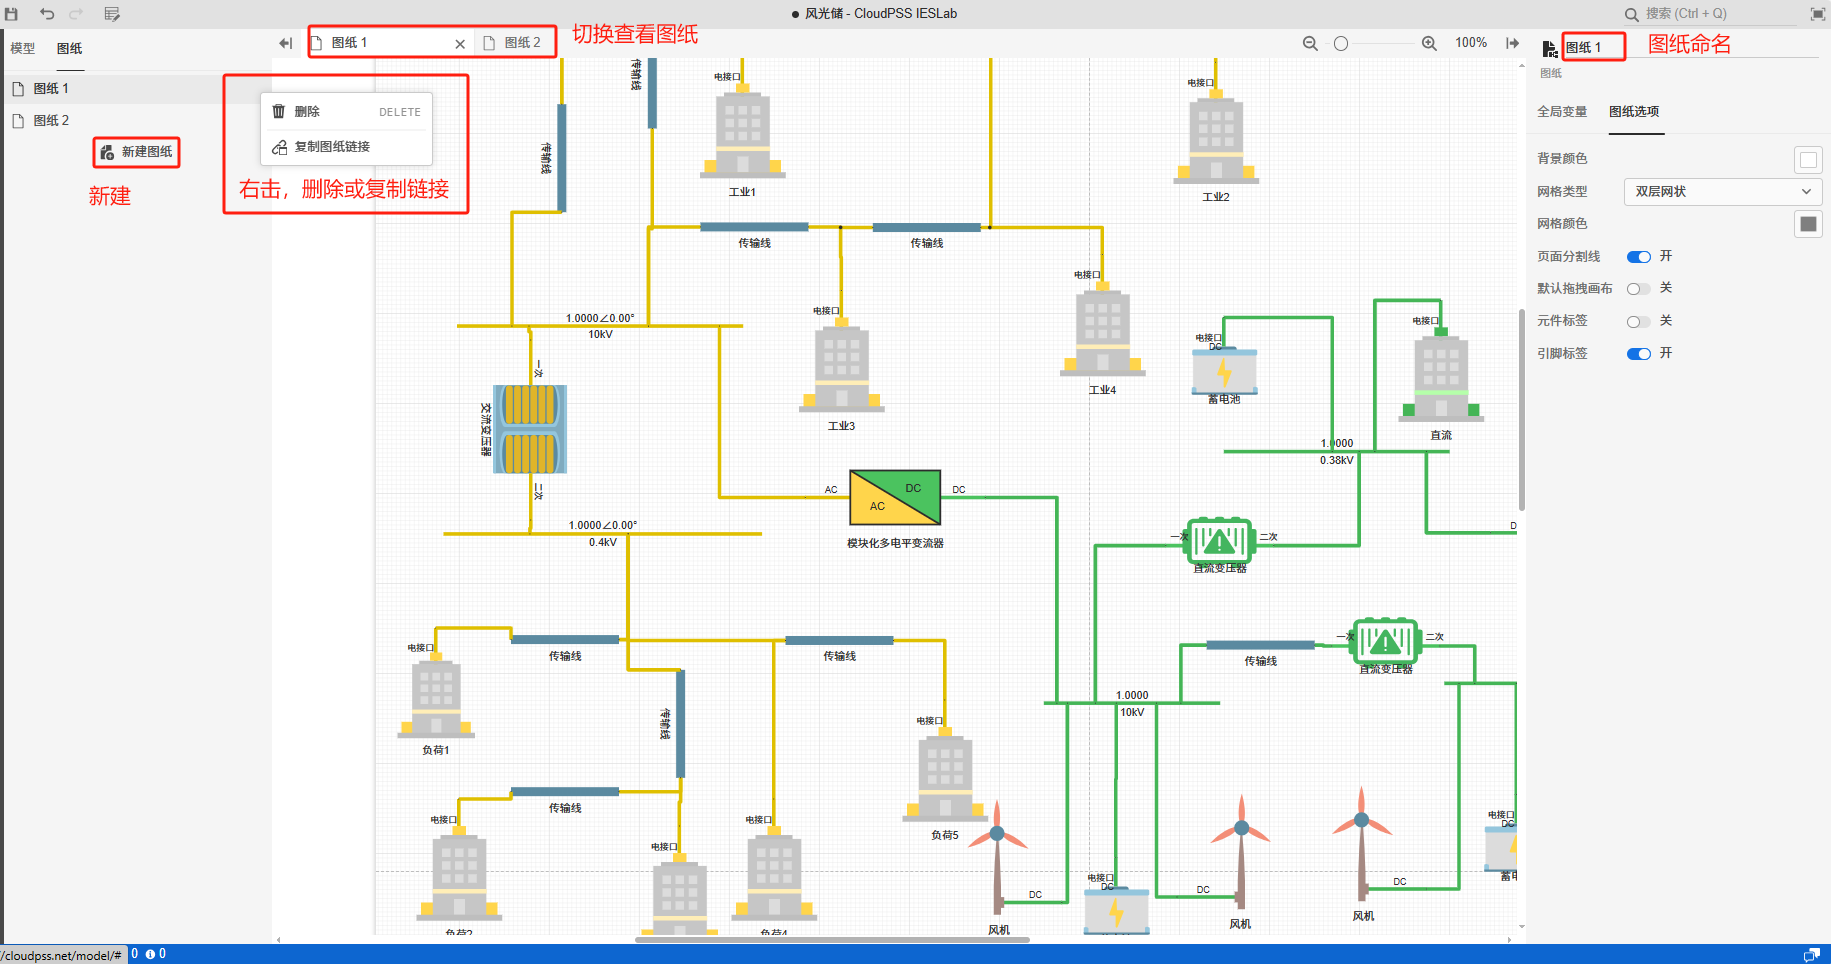 ● 风光储 - CloudPSS IESLab
搜索 (Ctrl + Q)
模型
图纸
图纸 1
图纸 2
切换查看图纸
100%
图纸 1
图纸命名
图纸
图纸 1
图纸 2
新建图纸
新建
删除
DELETE
复制图纸链接
右击，删除或复制链接
全局变量
图纸选项
背景颜色
网格类型
双层网状
网格颜色
页面分割线
开
默认拖拽画布
关
元件标签
关
引脚标签
开
传输线
传输线
电接口
工业1
电接口
工业2
传输线
传输线
电接口
工业3
电接口
工业4
1.0000∠0.00°
10kV
一次
交流变压器
二次
1.0000∠0.00°
0.4kV
AC
DC
AC
DC
模块化多电平变流器
电接口
DC
蓄电池
电接口
直流
1.0000
0.38kV
D
一次
二次
直流变压器
一次
二次
直流变压器
传输线
1.0000
10kV
电接口
传输线
传输线
负荷1
传输线
电接口
负荷5
传输线
电接口
负荷2
电接口
电接口
负荷4
DC
风机
电接口
DC
DC
风机
DC
风机
电接口
DC
蓄电
/cloudpss.net/model/#
0
0